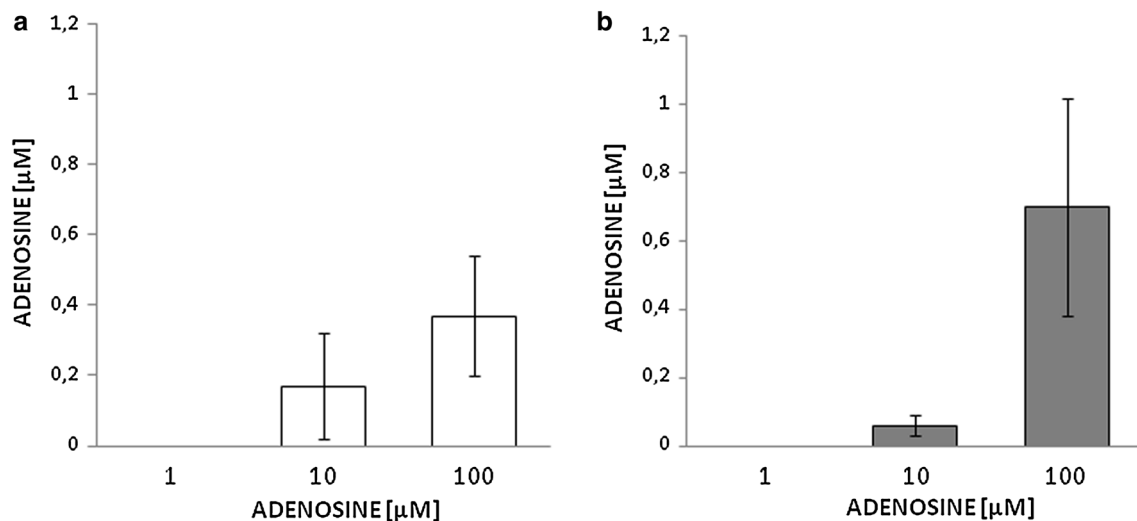 a
1,2
1
0,8
0,6
0,4
0,2
0
ADENOSINE [µM]
1 10 100
ADENOSINE [µM]
b
1,2
1
0,8
0,6
0,4
0,2
0
ADENOSINE [µM]
1 10 100
ADENOSINE [µM]